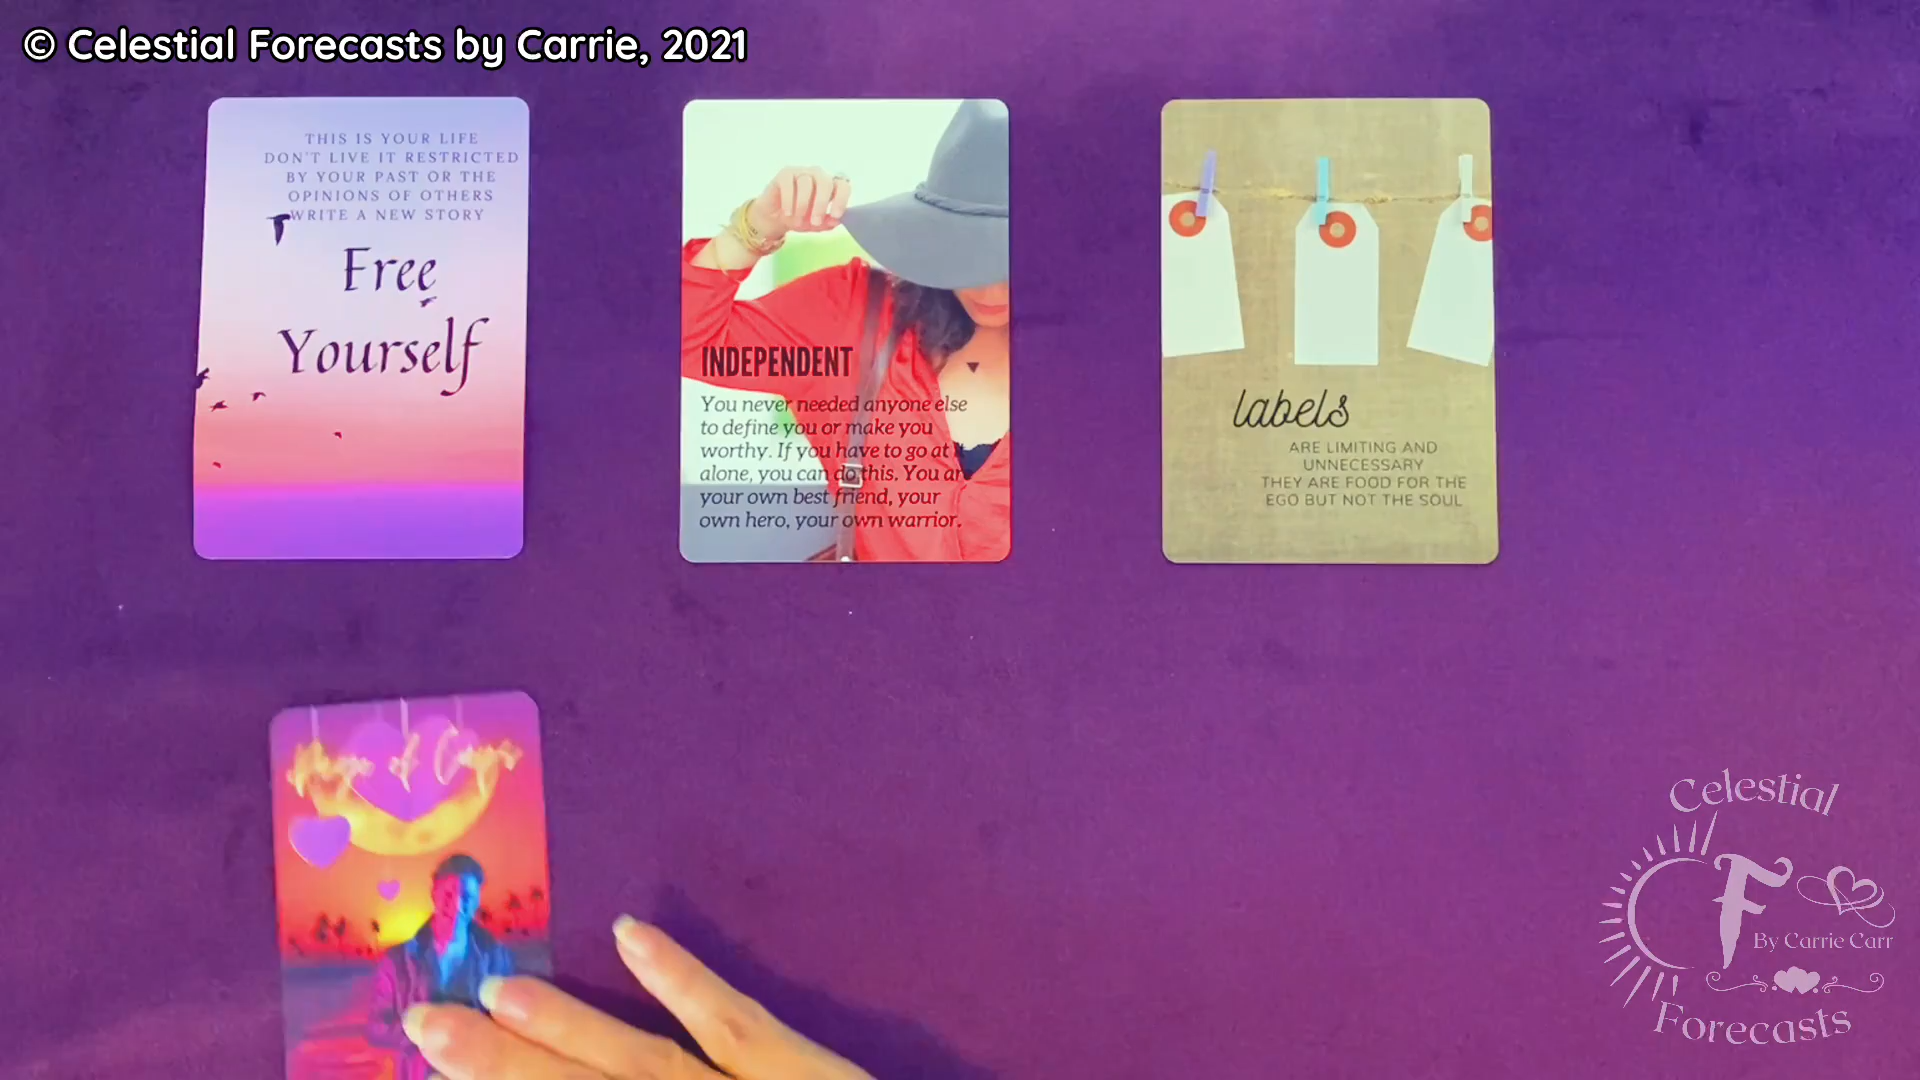 © Celestial Forecasts by Carrie, 2021
THIS IS YOUR LIFE
DON'T LIVE IT RESTRICTED
BY YOUR PAST OR THE
OPINIONS OF OTHERS
WRITE A NEW STORY
Free
Yourself
INDEPENDENT
You never needed anyone else
to define you or make you
worthy. If you have to go at
alone, you can do this. You
your own best friend, your
own hero, your own warrior.
labels
ARE LIMITING AND
UNNECESSARY
THEY ARE FOOD FOR THE
EGO BUT NOT THE SOUL
of Cups
Celestial
F
By Carrie Carr
Forecasts